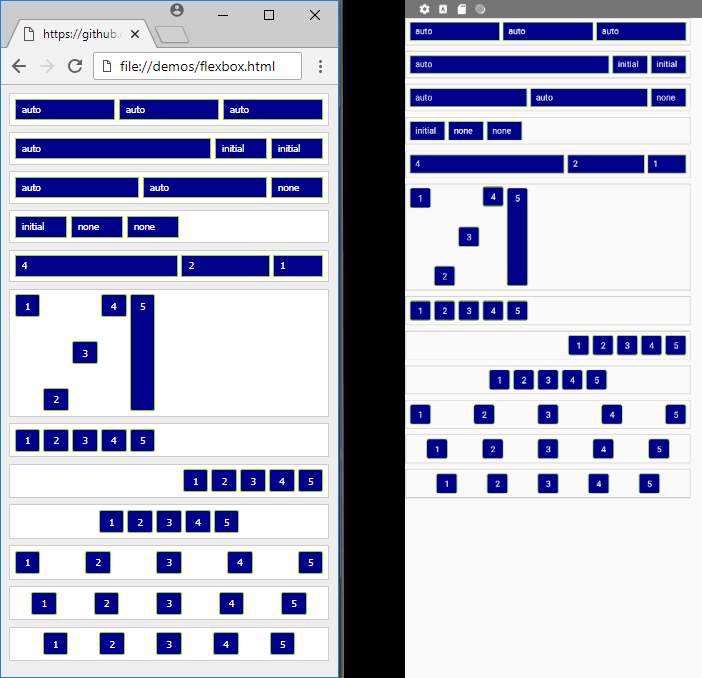 https://github.
file://demos/flexbox.html
auto auto auto
auto initial initial
auto auto none
initial none none
4 2 1
1 4 5
3
2
1 2 3 4 5
1 2 3 4 5
1 2 3 4 5
1 2 3 4 5
1 2 3 4 5
1 2 3 4 5
A
auto auto auto
auto initial initial
auto auto none
initial none none
4 2 1
1 4 5
3
2
1 2 3 4 5
1 2 3 4 5
1 2 3 4 5
1 2 3 4 5
1 2 3 4 5
1 2 3 4 5